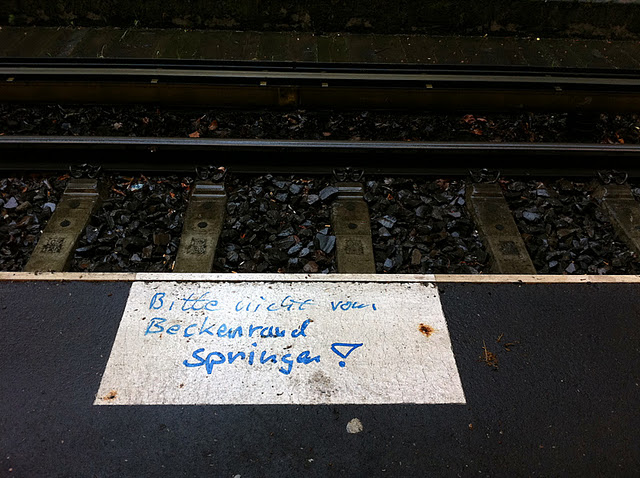 Bitte nicht vom
Beckenrand
springen!